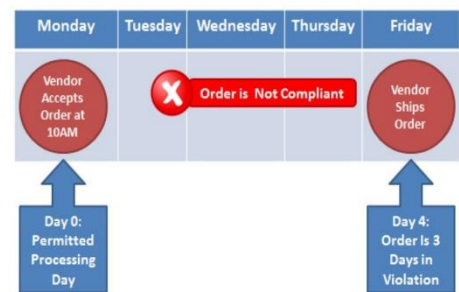 Monday Tuesday Wednesday Thursday Friday
Vendor
Accepts
Order at
10AM
X Order is Not Compliant
Vendor
Ships
Order
Day 0:
Permitted
Processing
Day
Day 4:
Order Is 3
Days in
Violation